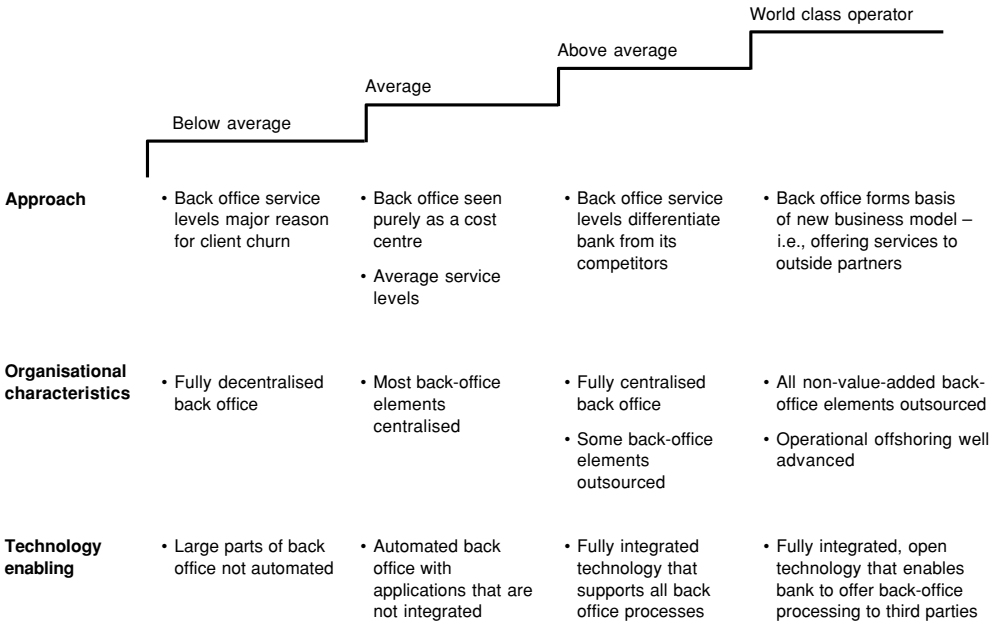 World class operator
Above average
Average
Below average
Approach
• Back office service
levels major reason
for client churn
• Back office seen
purely as a cost
centre
• Average service
levels
• Back office service
levels differentiate
bank from its
competitors
• Back office forms basis
of new business model –
i.e., offering services to
outside partners
Organisational
characteristics
• Fully decentralised
back office
• Most back-office
elements
centralised
• Fully centralised
back office
• Some back-office
elements
outsourced
• All non-value-added back-
office elements outsourced
• Operational offshoring well
advanced
Technology
enabling
• Large parts of back
office not automated
• Automated back
office with
applications that are
not integrated
• Fully integrated
technology that
supports all back
office processes
• Fully integrated, open
technology that enables
bank to offer back-office
processing to third parties